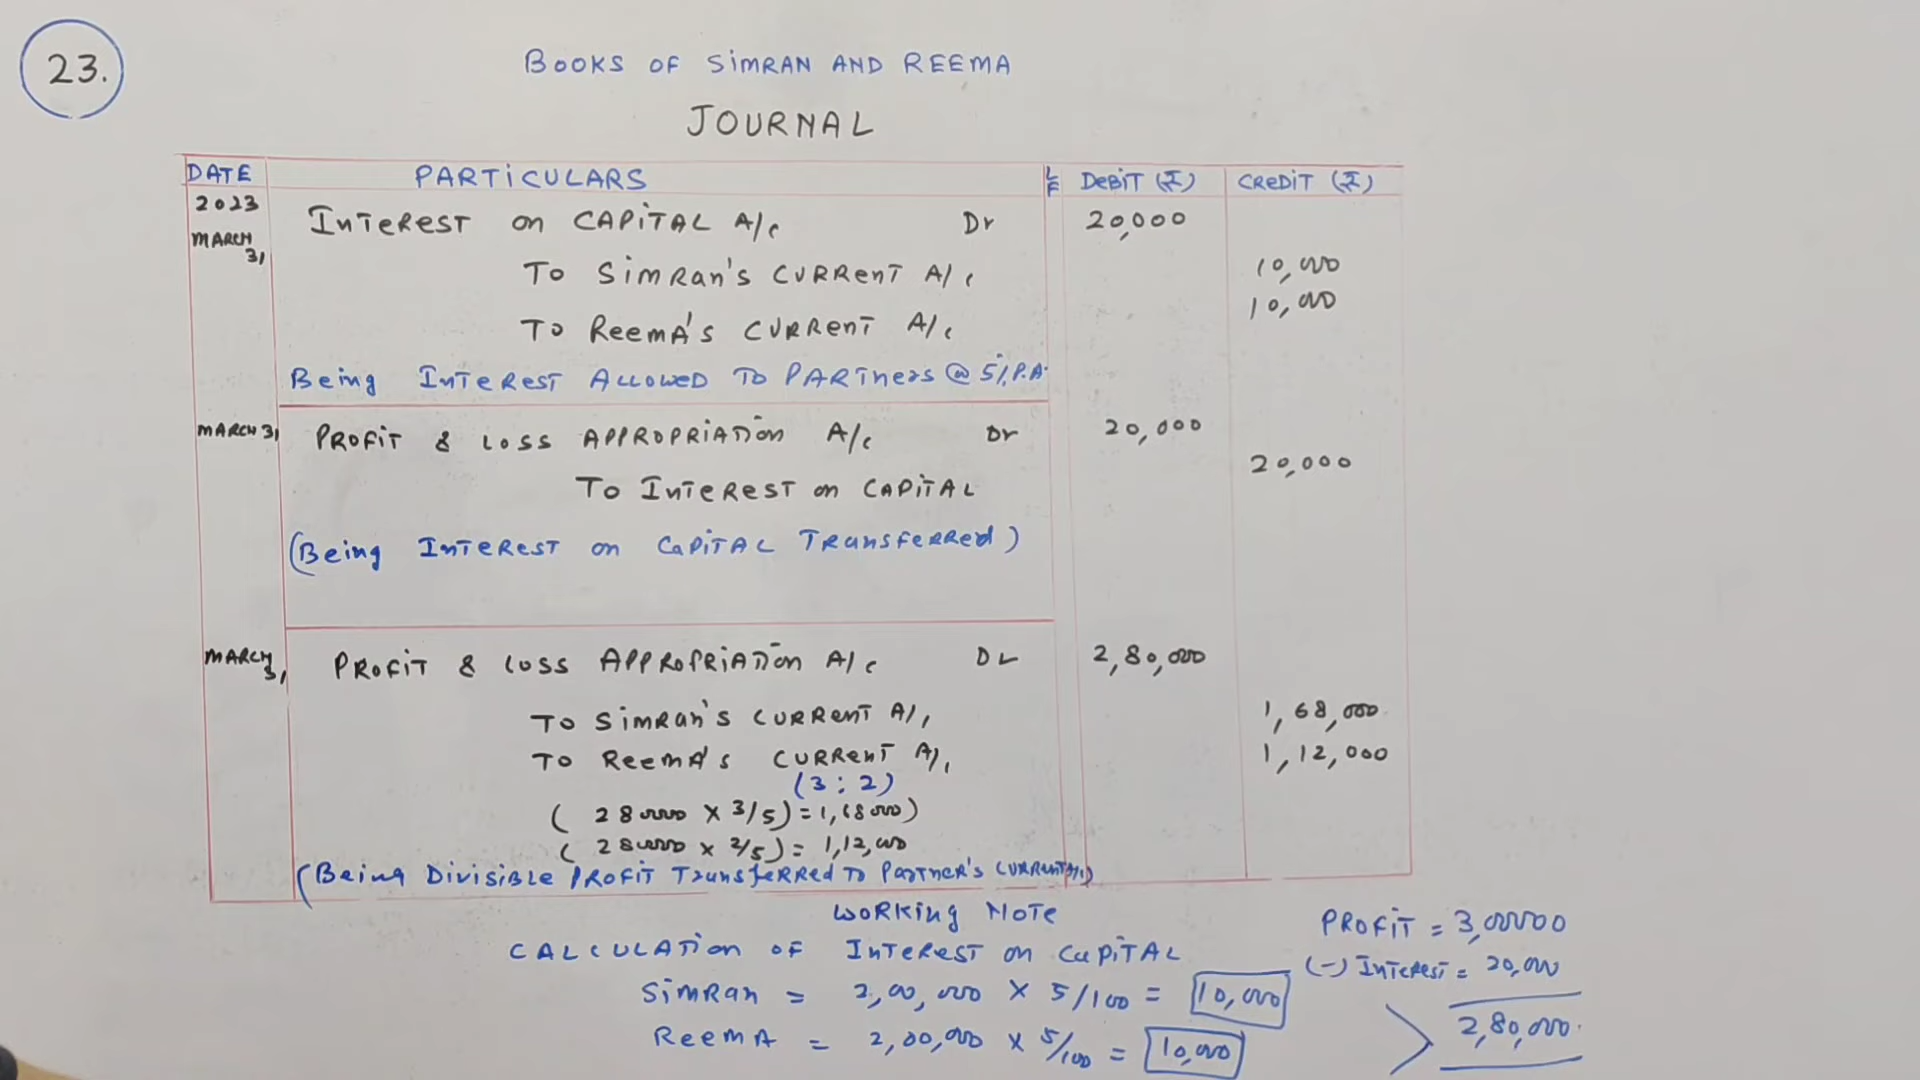 23.
BOOKS OF SIMRAN AND REEMA
JOURNAL
DATE PARTICULARS LF DEBIT (₹) CREDIT (₹)
2023 MARCH 31 INTEREST ON CAPITAL A/c Dr 20,000
TO SIMRAN'S CURRENT A/c 10,000
TO REEMA'S CURRENT A/c 10,000
Being INTEREST ALLOWED TO PARTNERS @ 5% P.A.
MARCH 31 PROFIT & LOSS APPROPRIATION A/c Dr 20,000
TO INTEREST ON CAPITAL 20,000
(Being INTEREST on CAPITAL TRANSFERRED)
MARCH 31 PROFIT & LOSS APPROPRIATION A/c Dr 2,80,000
TO SIMRAN'S CURRENT A/c 1,68,000
TO REEMA'S CURRENT A/c 1,12,000
(3:2)
(280000 × 3/5) = 1,68000)
(280000 × 2/5) = 1,12,000
(Being DIVISIBLE PROFIT TRANSFERRED TO PARTNER'S CURRENT A/c)
WORKING NOTE
CALCULATION OF INTEREST ON CAPITAL
SIMRAN = 2,00,000 × 5/100 = 10,000
REEMA = 2,00,000 × 5/100 = 10,000
PROFIT = 3,00000
(-) INTEREST = 20,000
2,80,000